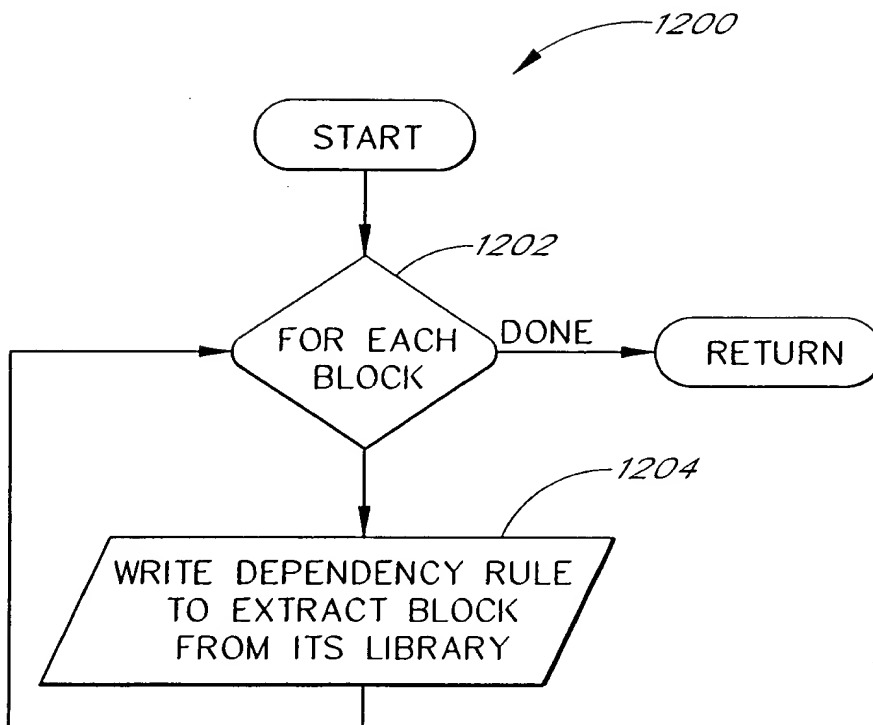 1200
START
1202
FOR EACH
BLOCK
DONE
RETURN
1204
WRITE DEPENDENCY RULE
TO EXTRACT BLOCK
FROM ITS LIBRARY